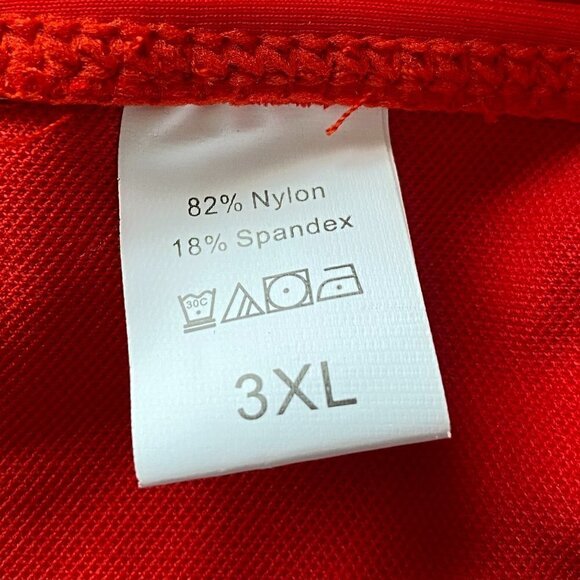 82% Nylon
18% Spandex
30C
3XL